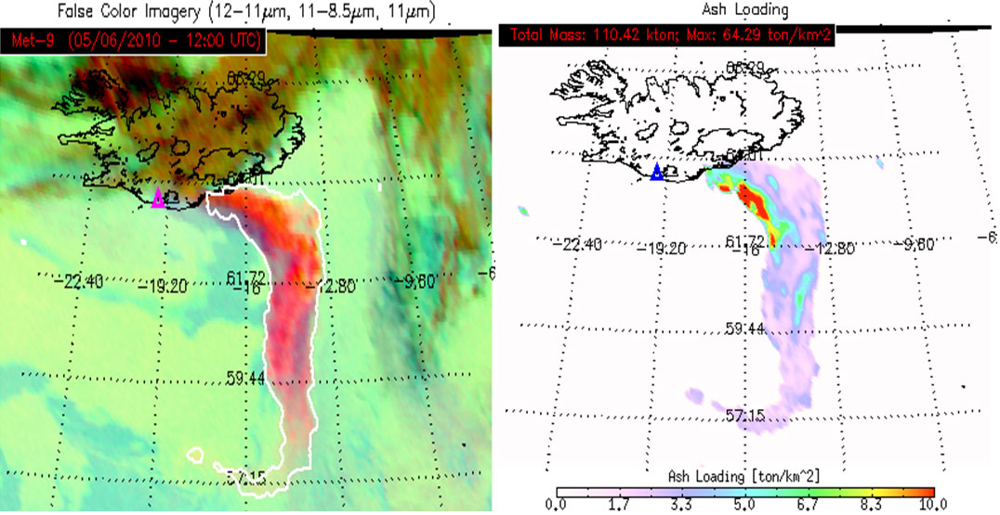 False Color Imagery (12-11μm, 11-8.5μm, 11μm)
Met-9 (05/06/2010 - 12:00 UTC)
-22.40
-19.20
61.72
-16
-12.80
-9.60
59.44
57.15
Ash Loading
Total Mass: 110.42 kton; Max: 64.29 ton/km^2
-22.40
-19.20
61.72
-16
-12.80
-9.60
59.44
57.15
Ash Loading [ton/km^2]
0.0 1.7 3.3 5.0 6.7 8.3 10.0